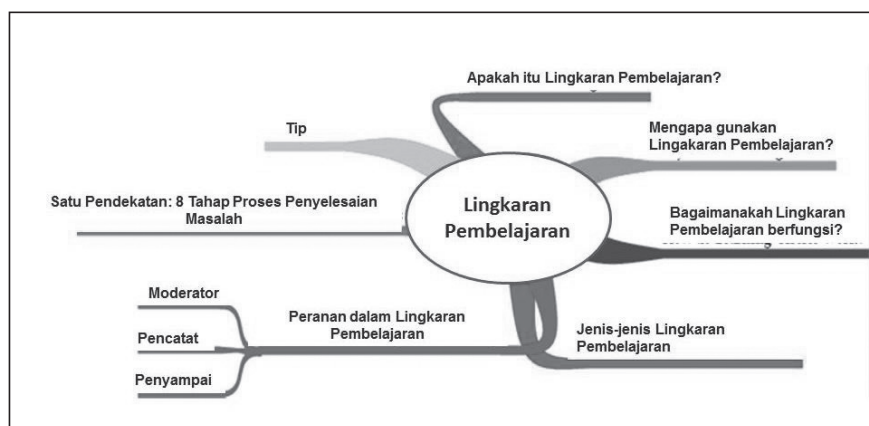 Apakah itu Lingkaran Pembelajaran?
Mengapa gunakan
Lingakaran Pembelajaran?
Bagaimanakah Lingkaran
Pembelajaran berfungsi?
Jenis-jenis Lingkaran
Pembelajaran
Peranan dalam Lingkaran
Pembelajaran
Moderator
Pencatat
Penyampai
Satu Pendekatan: 8 Tahap Proses Penyelesaian
Masalah
Tip
Lingkaran
Pembelajaran